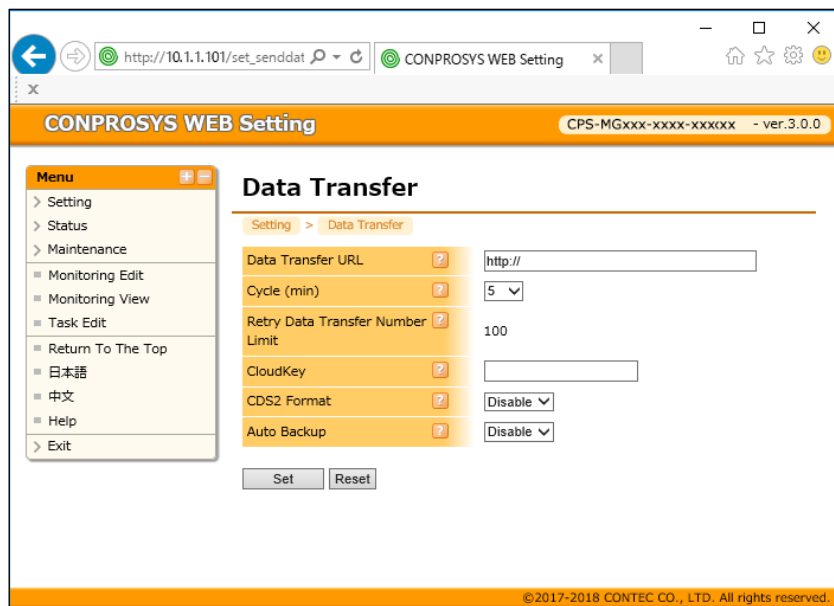 http://10.1.1.101/set_senddat
CONPROSYS WEB Setting
x
CONPROSYS WEB Setting
CPS-MGxxx-xxxx-xxxxxx - ver.3.0.0
Menu
Setting
Status
Maintenance
Monitoring Edit
Monitoring View
Task Edit
Return To The Top
日本語
中文
Help
Exit
Data Transfer
Setting > Data Transfer
Data Transfer URL ? http://
Cycle (min) ? 5
Retry Data Transfer Number ?
Limit
100
CloudKey ?
CDS2 Format ? Disable
Auto Backup ? Disable
Set Reset
©2017-2018 CONTEC CO., LTD. All rights reserved.